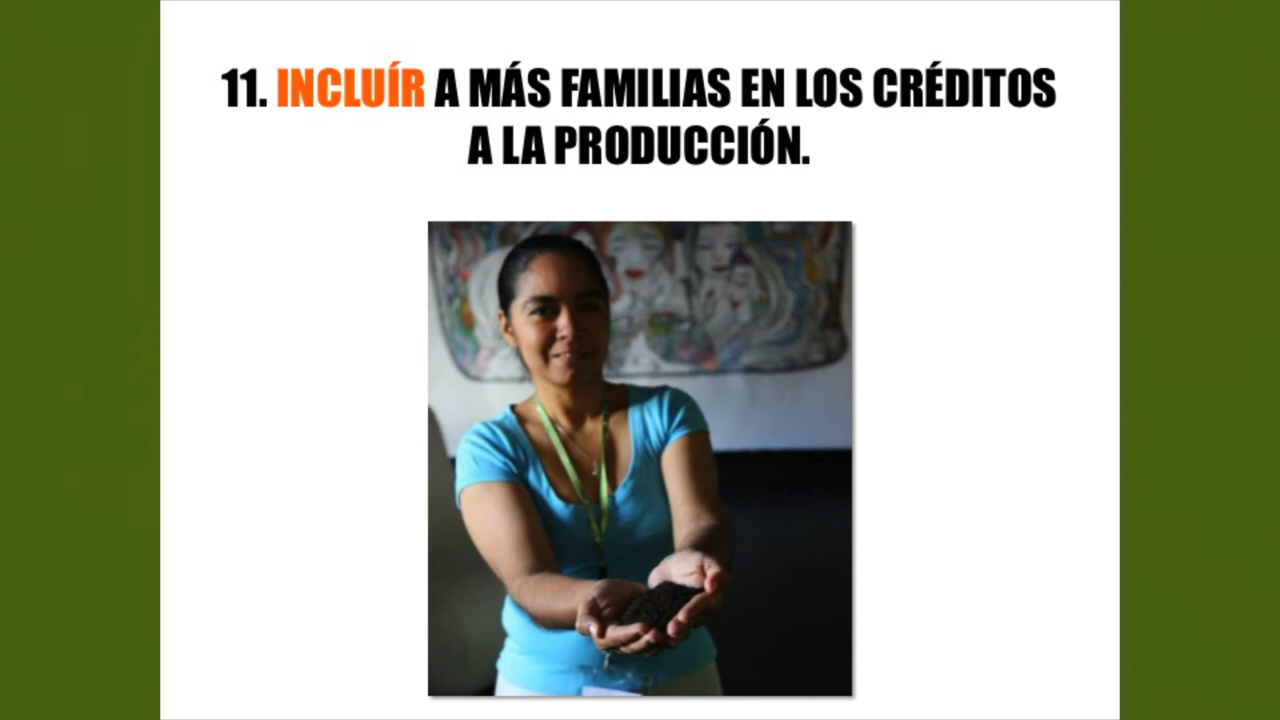 11. INCLUÍR A MÁS FAMILIAS EN LOS CRÉDITOS
A LA PRODUCCIÓN.